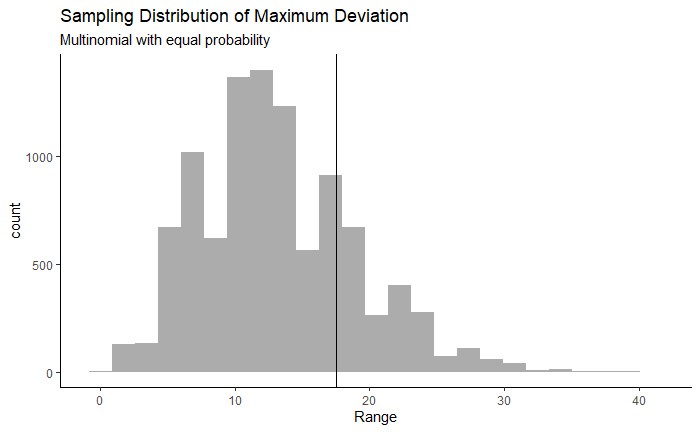 Sampling Distribution of Maximum Deviation
Multinomial with equal probability
count
1000
500
0
0 10 20 30 40
Range